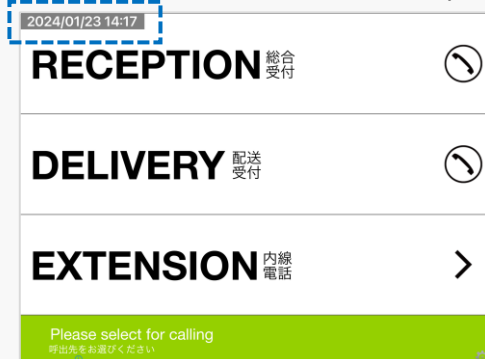 2024/01/23 14:17
RECEPTION 総合
受付
DELIVERY 配送
受付
EXTENSION 内線
電話
Please select for calling
呼出先をお選びください